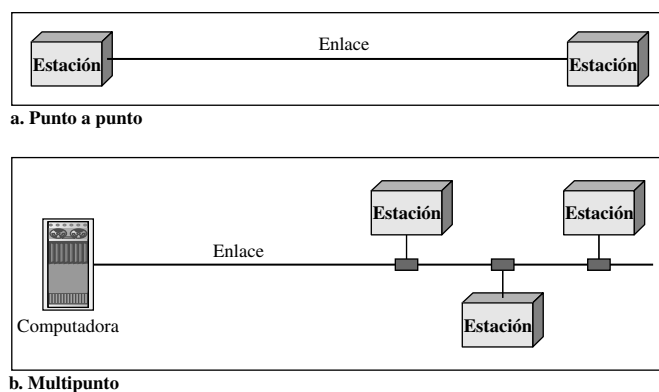 Enlace
Estación
Estación
a. Punto a punto
Estación
Estación
Enlace
Computadora
Estación
b. Multipunto